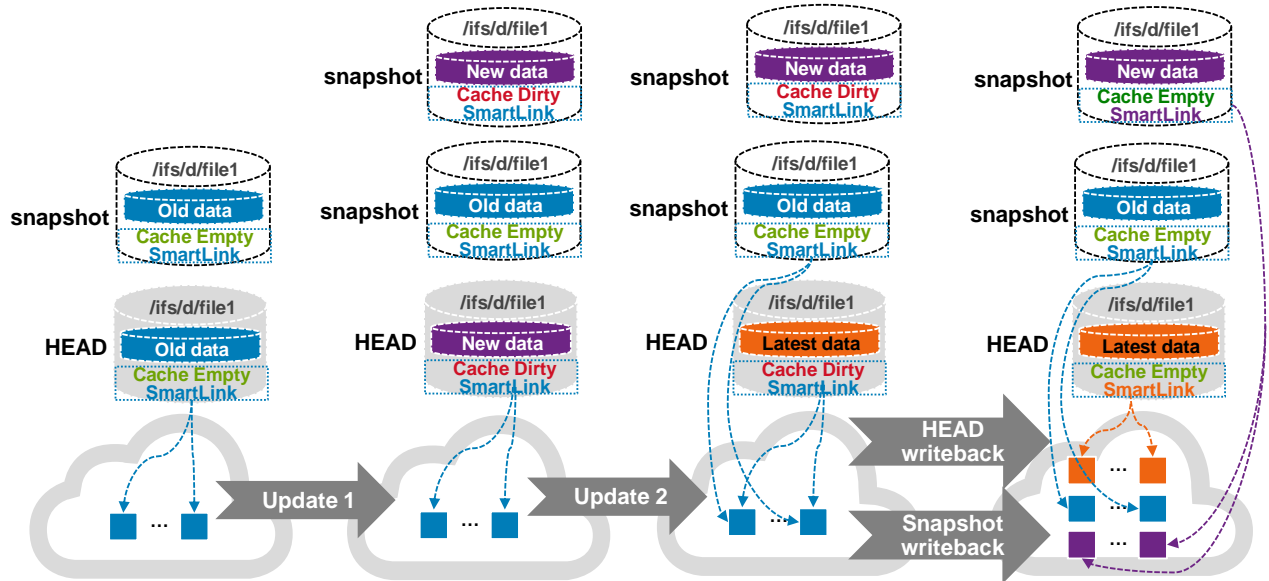 /ifs/d/file1
New data
snapshot
Cache Dirty
SmartLink
/ifs/d/file1
New data
snapshot
Cache Dirty
SmartLink
/ifs/d/file1
New data
snapshot
Cache Empty
SmartLink
/ifs/d/file1
Old data
snapshot
Cache Empty
SmartLink
/ifs/d/file1
Old data
snapshot
Cache Empty
SmartLink
/ifs/d/file1
Old data
snapshot
Cache Empty
SmartLink
/ifs/d/file1
Old data
snapshot
Cache Empty
SmartLink
/ifs/d/file1
HEAD
Old data
Cache Empty
SmartLink
/ifs/d/file1
HEAD
New data
Cache Dirty
SmartLink
/ifs/d/file1
HEAD
Latest data
Cache Dirty
SmartLink
/ifs/d/file1
HEAD
Latest data
Cache Empty
SmartLink
...
Update 1
...
Update 2
...
HEAD
writeback
Snapshot
writeback
...
...
...